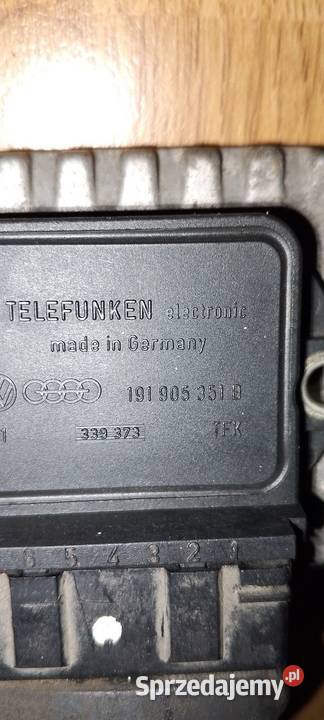 TELEFUNKEN electronic
made in Germany
191 905 351 B
1 339 373 TFK
6 5 4 3 2 1
Sprzedajemy.pl